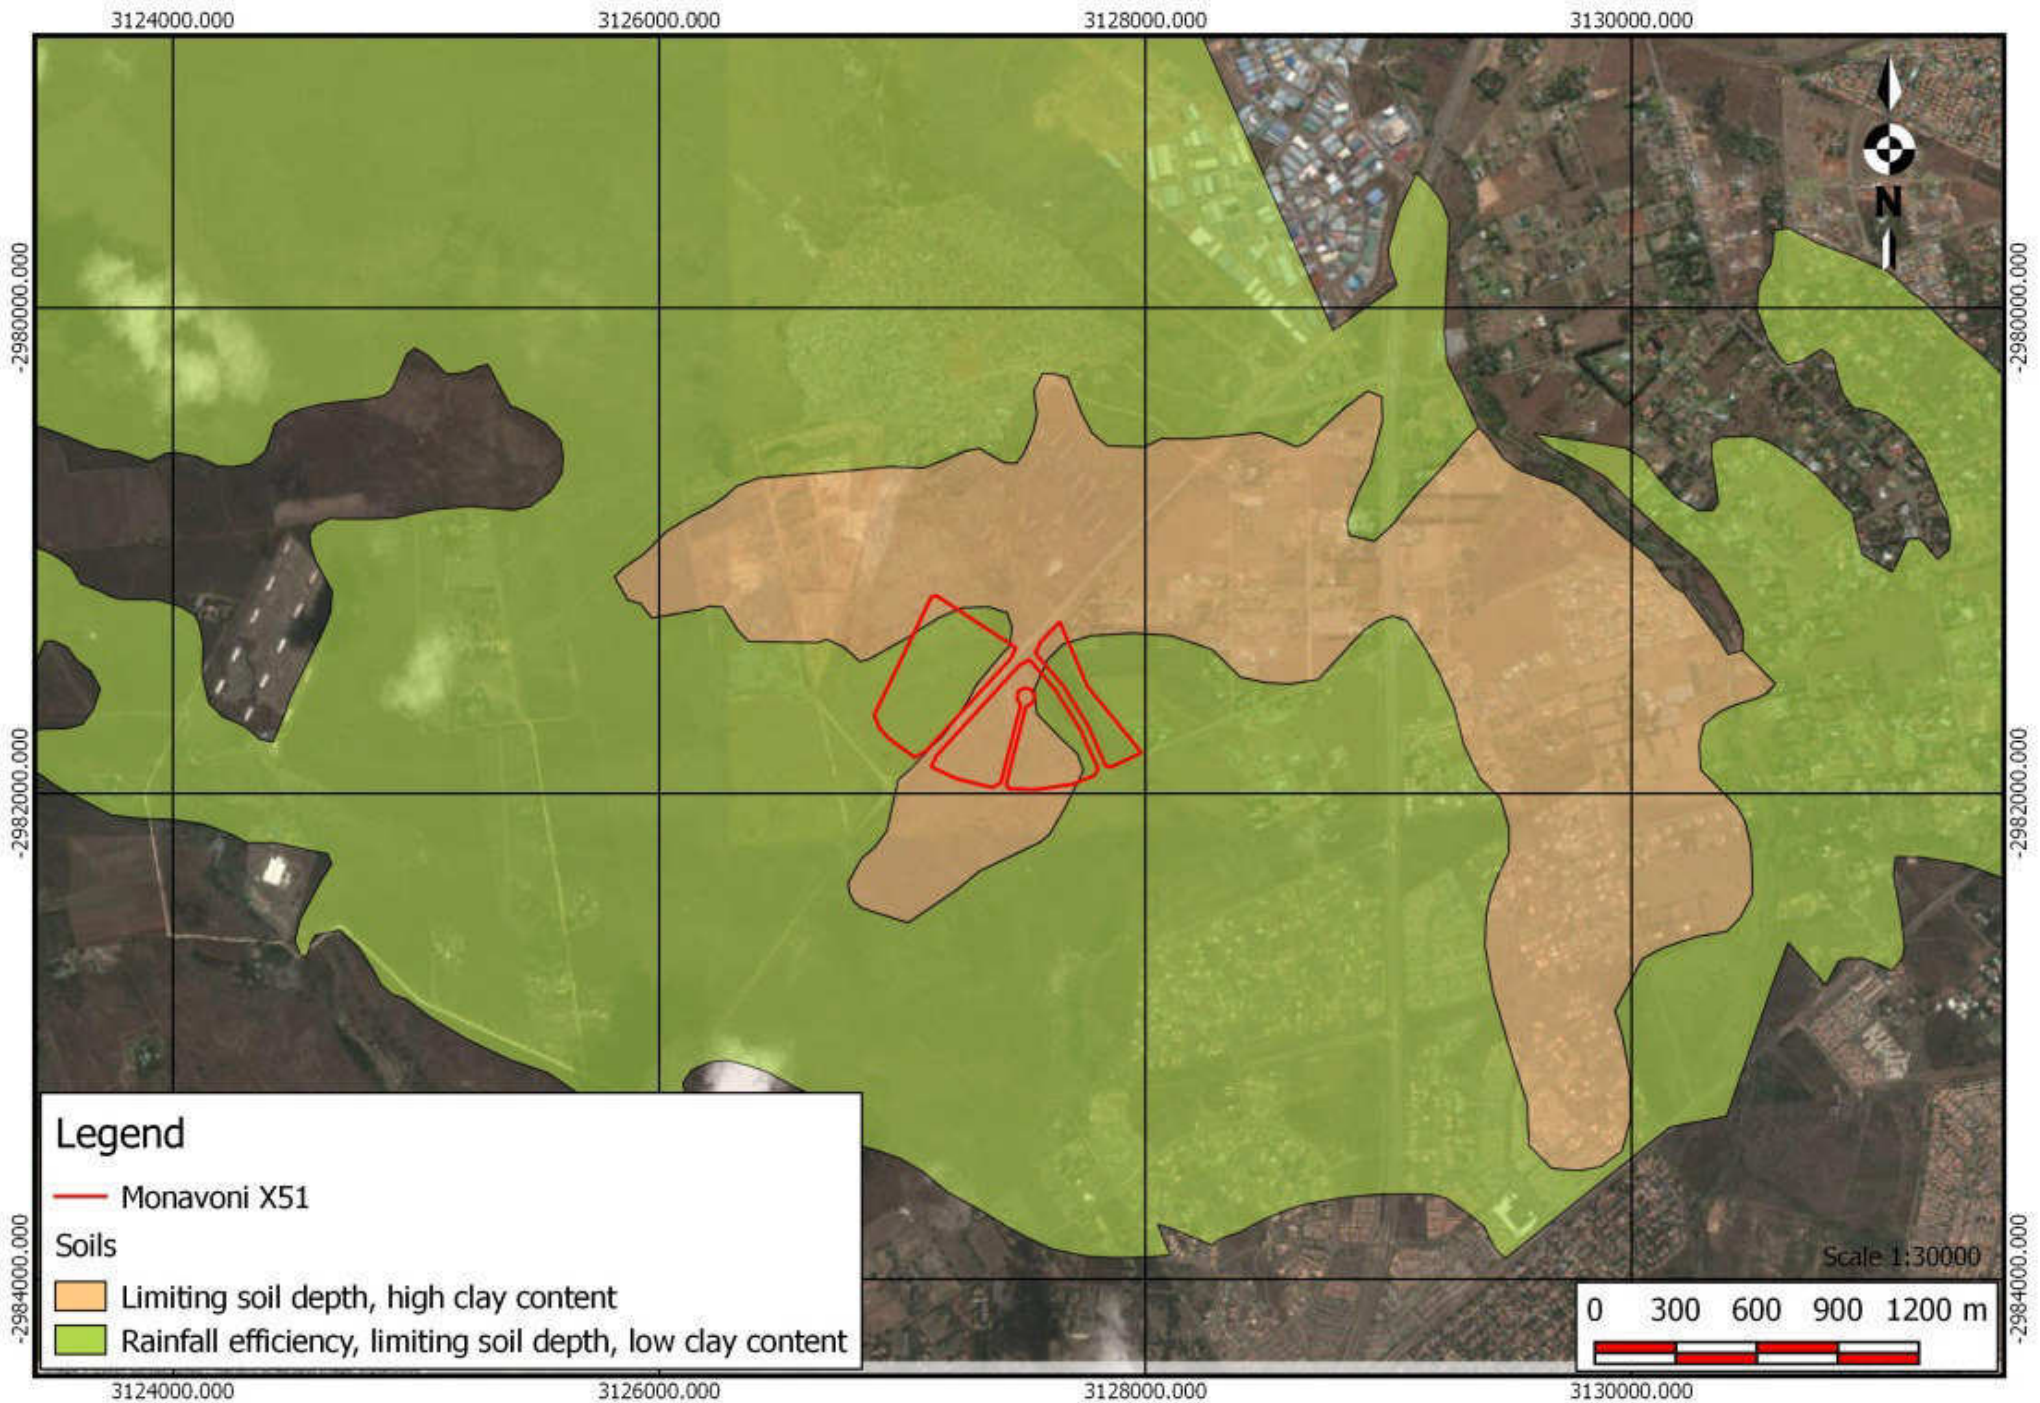 3124000.000 3126000.000 3128000.000 3130000.000
N
-2980000.000 -2980000.000
-2982000.000 -2982000.000
-2984000.000 -2984000.000
Legend
Monavoni X51
Soils
Limiting soil depth, high clay content
Rainfall efficiency, limiting soil depth, low clay content
Scale 1:30000
0 300 600 900 1200 m
3124000.000 3126000.000 3128000.000 3130000.000